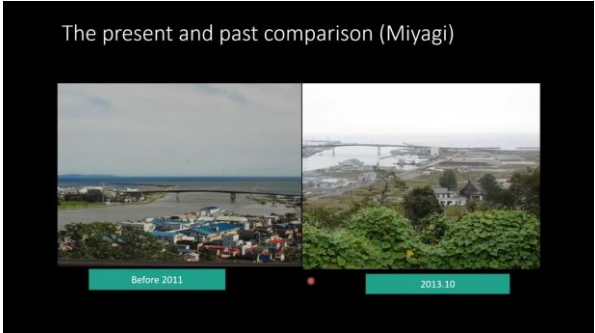 The present and past comparison (Miyagi)
Before 2011
2013.10